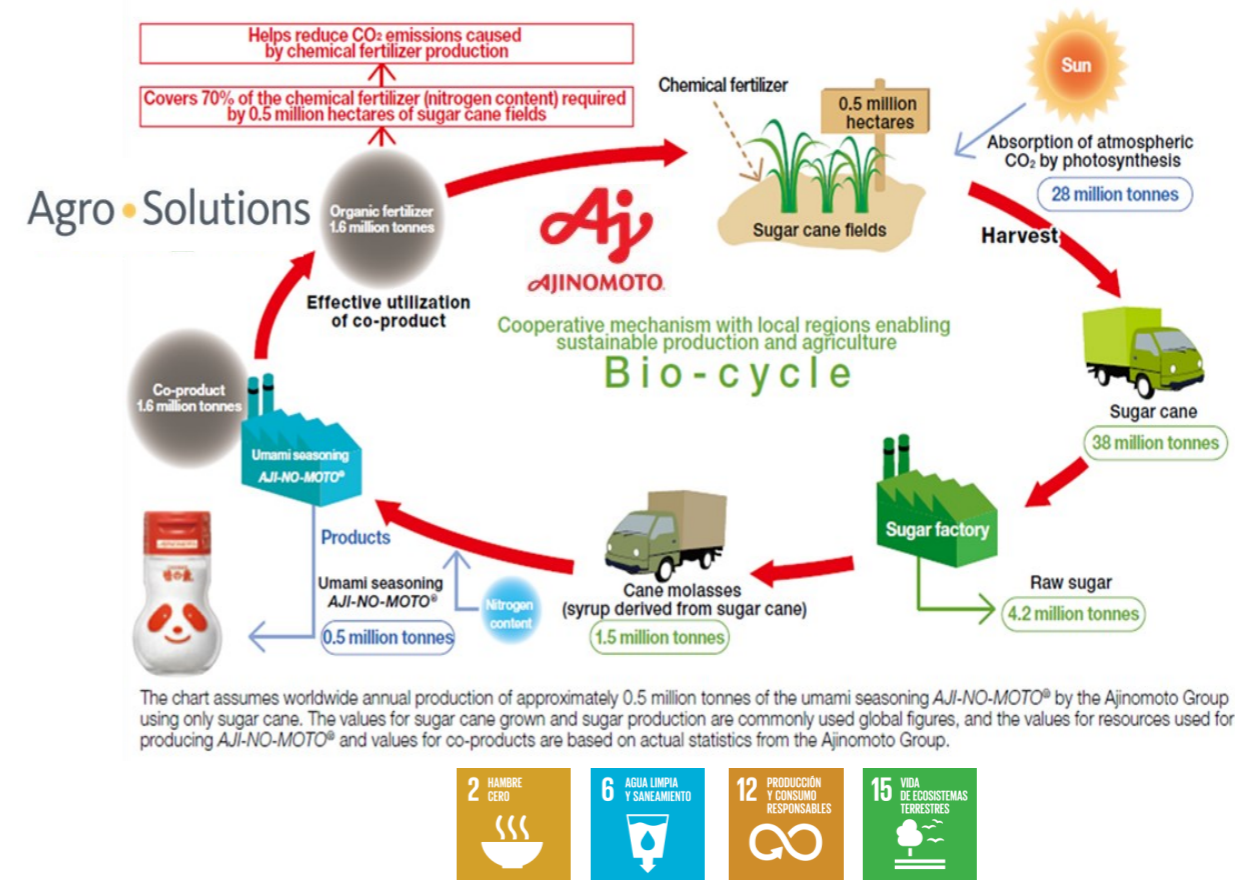 Helps reduce CO₂ emissions caused
by chemical fertilizer production
Covers 70% of the chemical fertilizer (nitrogen content) required
by 0.5 million hectares of sugar cane fields
Agro•Solutions
Organic fertilizer
1.6 million tonnes
Effective utilization
of co-product
Chemical fertilizer
0.5 million
hectares
Sugar cane fields
Sun
Absorption of atmospheric
CO₂ by photosynthesis
28 million tonnes
Harvest
Aj
AJINOMOTO.
Cooperative mechanism with local regions enabling
sustainable production and agriculture
Bio-cycle
Sugar cane
38 million tonnes
Sugar factory
Raw sugar
4.2 million tonnes
Cane molasses
(syrup derived from sugar cane)
1.5 million tonnes
Nitrogen
content
Co-product
1.6 million tonnes
Umami seasoning
AJI-NO-MOTO®
Products
Umami seasoning
AJI-NO-MOTO®
0.5 million tonnes
The chart assumes worldwide annual production of approximately 0.5 million tonnes of the umami seasoning AJI-NO-MOTO® by the Ajinomoto Group
using only sugar cane. The values for sugar cane grown and sugar production are commonly used global figures, and the values for resources used for
producing AJI-NO-MOTO® and values for co-products are based on actual statistics from the Ajinomoto Group.
2 HAMBRE
CERO
6 AGUA LIMPIA
Y SANEAMIENTO
12 PRODUCCIÓN
Y CONSUMO
RESPONSABLES
15 VIDA
DE ECOSISTEMAS
TERRESTRES